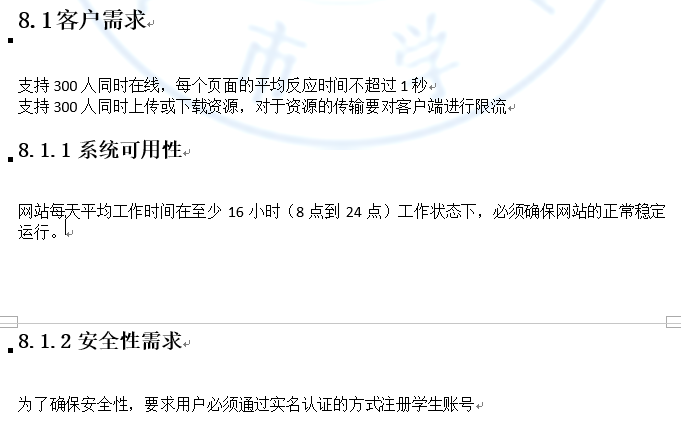 市 学
8.1客户需求
支持 300 人同时在线，每个页面的平均反应时间不超过 1 秒
支持 300 人同时上传或下载资源，对于资源的传输要对客户端进行限流
8.1.1 系统可用性
网站每天平均工作时间在至少 16 小时（8 点到 24 点）工作状态下，必须确保网站的正常稳定
运行。
8.1.2 安全性需求
为了确保安全性，要求用户必须通过实名认证的方式注册学生账号